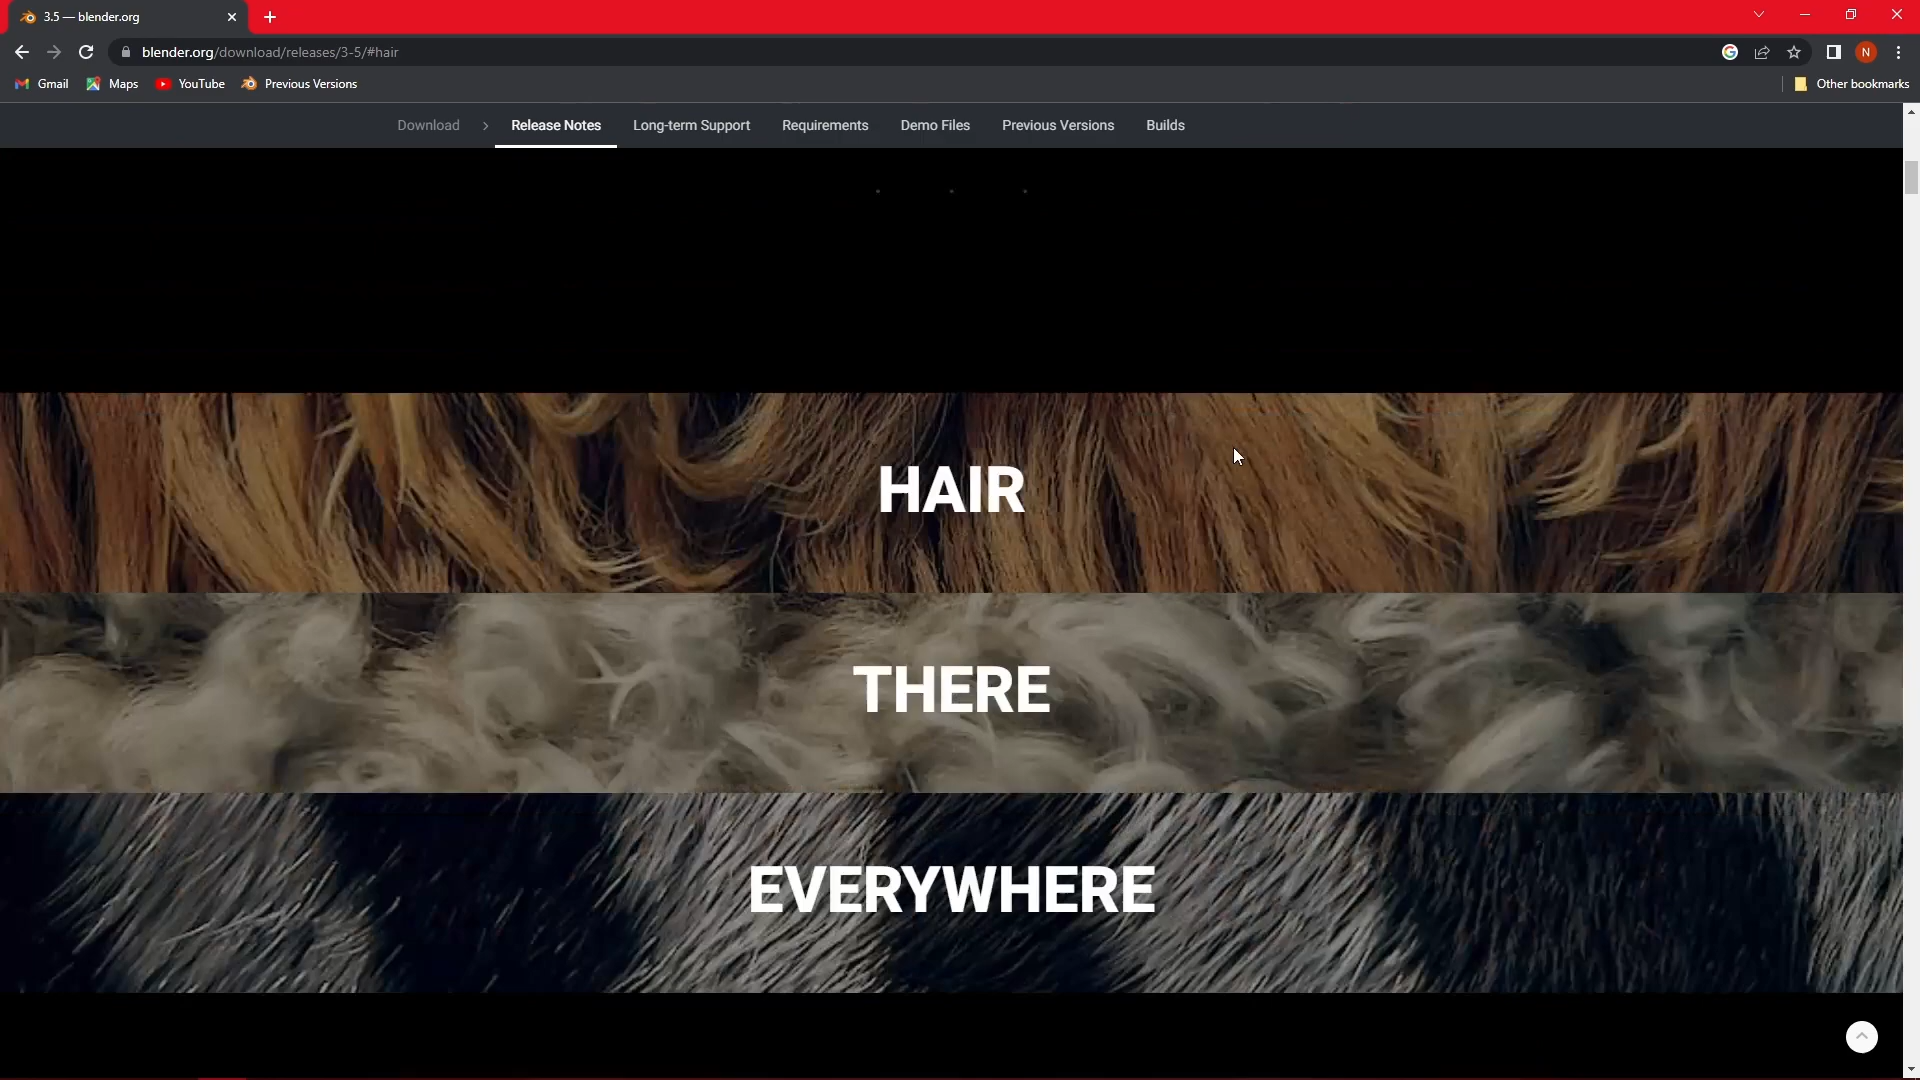 3.5 — blender.org
blender.org/download/releases/3-5/#hair
N
Gmail Maps YouTube Previous Versions Other bookmarks
Download > Release Notes Long-term Support Requirements Demo Files Previous Versions Builds
HAIR
THERE
EVERYWHERE